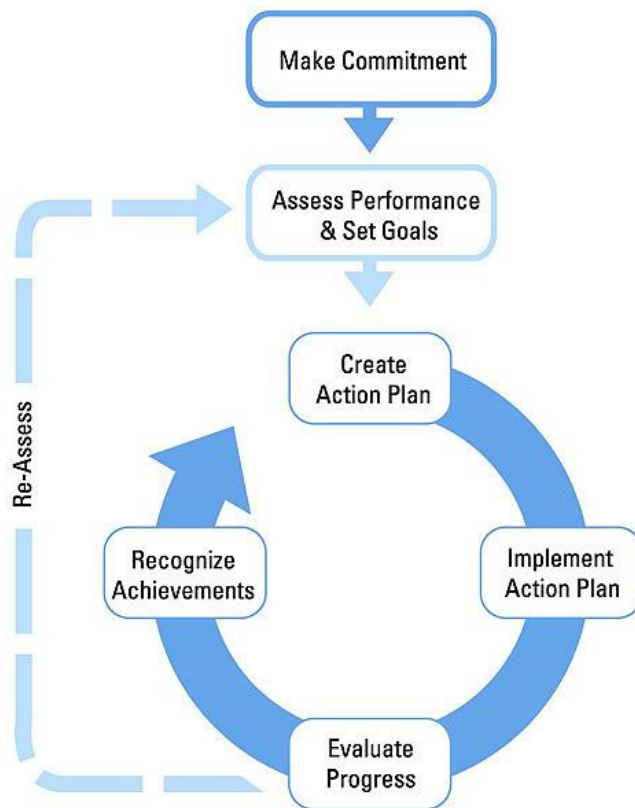 Make Commitment
Assess Performance
& Set Goals
Create
Action Plan
Re-Assess
Recognize
Achievements
Implement
Action Plan
Evaluate
Progress